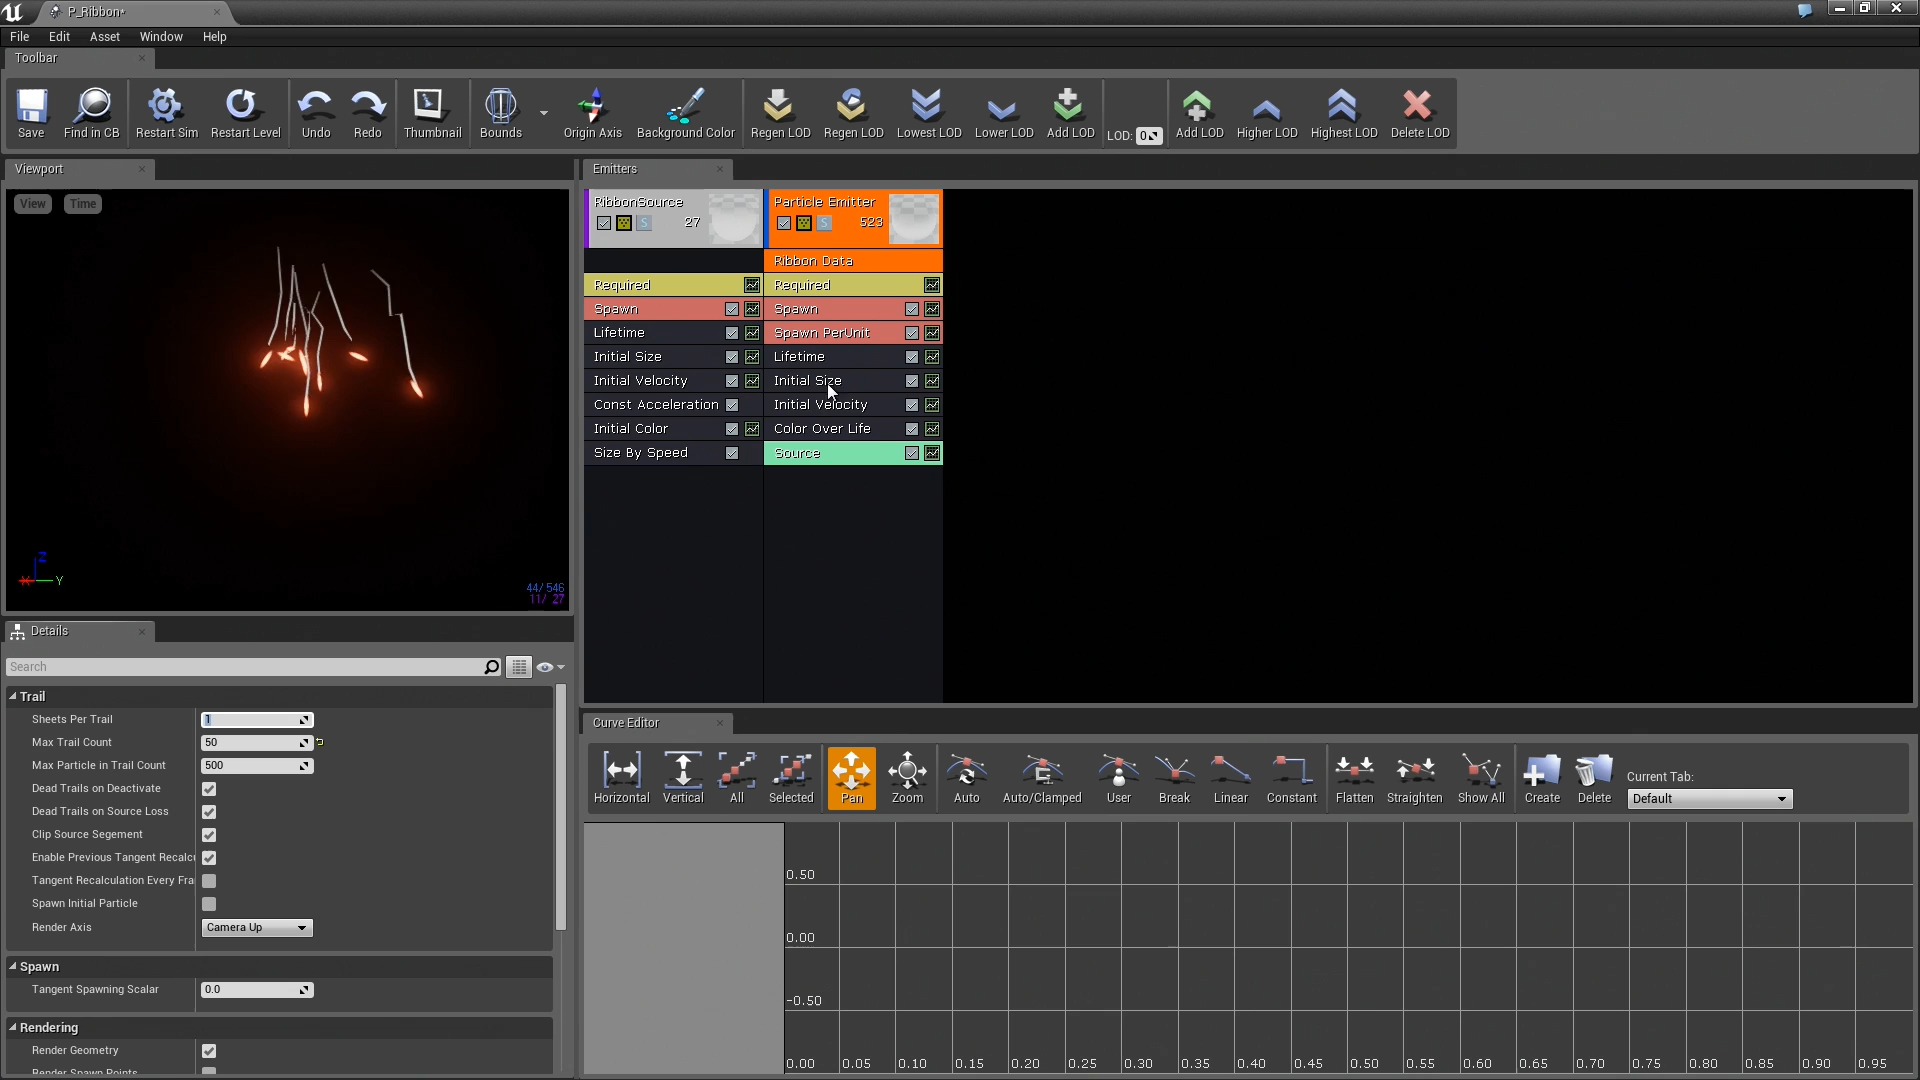 P_Ribbon*
File Edit Asset Window Help
Toolbar
Save Find in CB Restart Sim Restart Level Undo Redo Thumbnail Bounds Origin Axis Background Color Regen LOD Regen LOD Lowest LOD Lower LOD Add LOD LOD: 0 Add LOD Higher LOD Highest LOD Delete LOD
Viewport
Emitters
View Time
RibbonSource
S 27
Particle Emitter
S 523
Ribbon Data
Required Required
Spawn Spawn
Lifetime Spawn PerUnit
Initial Size Lifetime
Initial Velocity Initial Size
Const Acceleration Initial Velocity
Initial Color Color Over Life
Size By Speed Source
Z
X Y
44/546
11/ 27
Details
Search
Trail
Sheets Per Trail 1
Max Trail Count 50
Max Particle in Trail Count 500
Dead Trails on Deactivate
Dead Trails on Source Loss
Clip Source Segement
Enable Previous Tangent Recalc
Tangent Recalculation Every Fra
Spawn Initial Particle
Render Axis Camera Up
Spawn
Tangent Spawning Scalar 0.0
Rendering
Render Geometry
Render Spawn Points
Curve Editor
Horizontal Vertical All Selected Pan Zoom Auto Auto/Clamped User Break Linear Constant Flatten Straighten Show All Create Delete
Current Tab:
Default
0.50
0.00
-0.50
0.00 0.05 0.10 0.15 0.20 0.25 0.30 0.35 0.40 0.45 0.50 0.55 0.60 0.65 0.70 0.75 0.80 0.85 0.90 0.95